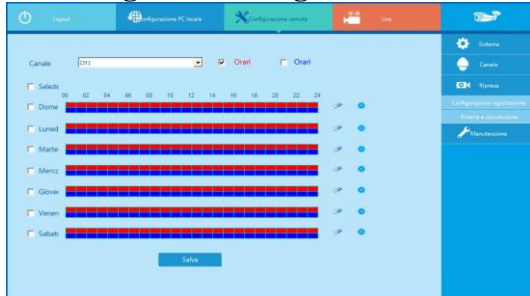 Logout
Configurazione PC locale
Configurazione remota
Live
Sistema
Canale
CH1
Orari
Orari
Canale
Selezi
00 02 04 06 08 10 12 14 16 18 20 22 24
Ripresa
Configurazione registrazione
Dome
Ricerca e riproduzione
Luned
Manutenzione
Marte
Mercc
Giovec
Venen
Sabati
Salva